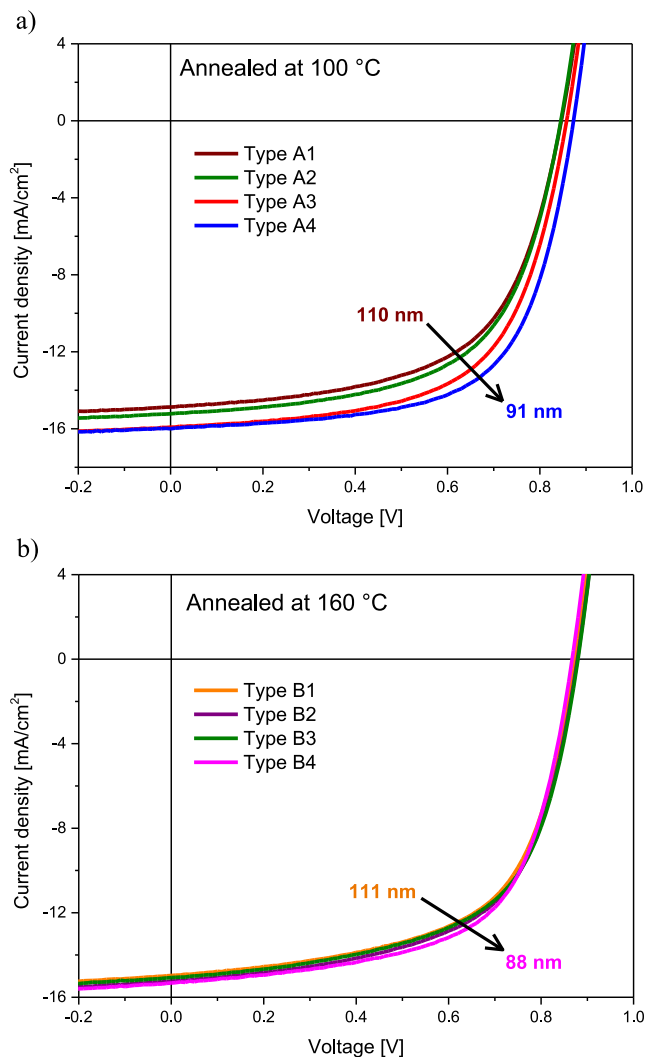 a)
4
0
-4
-8
-12
-16
Current density [mA/cm²]
Annealed at 100 °C
Type A1
Type A2
Type A3
Type A4
110 nm
91 nm
-0.2 0.0 0.2 0.4 0.6 0.8 1.0
Voltage [V]
b)
4
0
-4
-8
-12
-16
Current density [mA/cm²]
Annealed at 160 °C
Type B1
Type B2
Type B3
Type B4
111 nm
88 nm
-0.2 0.0 0.2 0.4 0.6 0.8 1.0
Voltage [V]